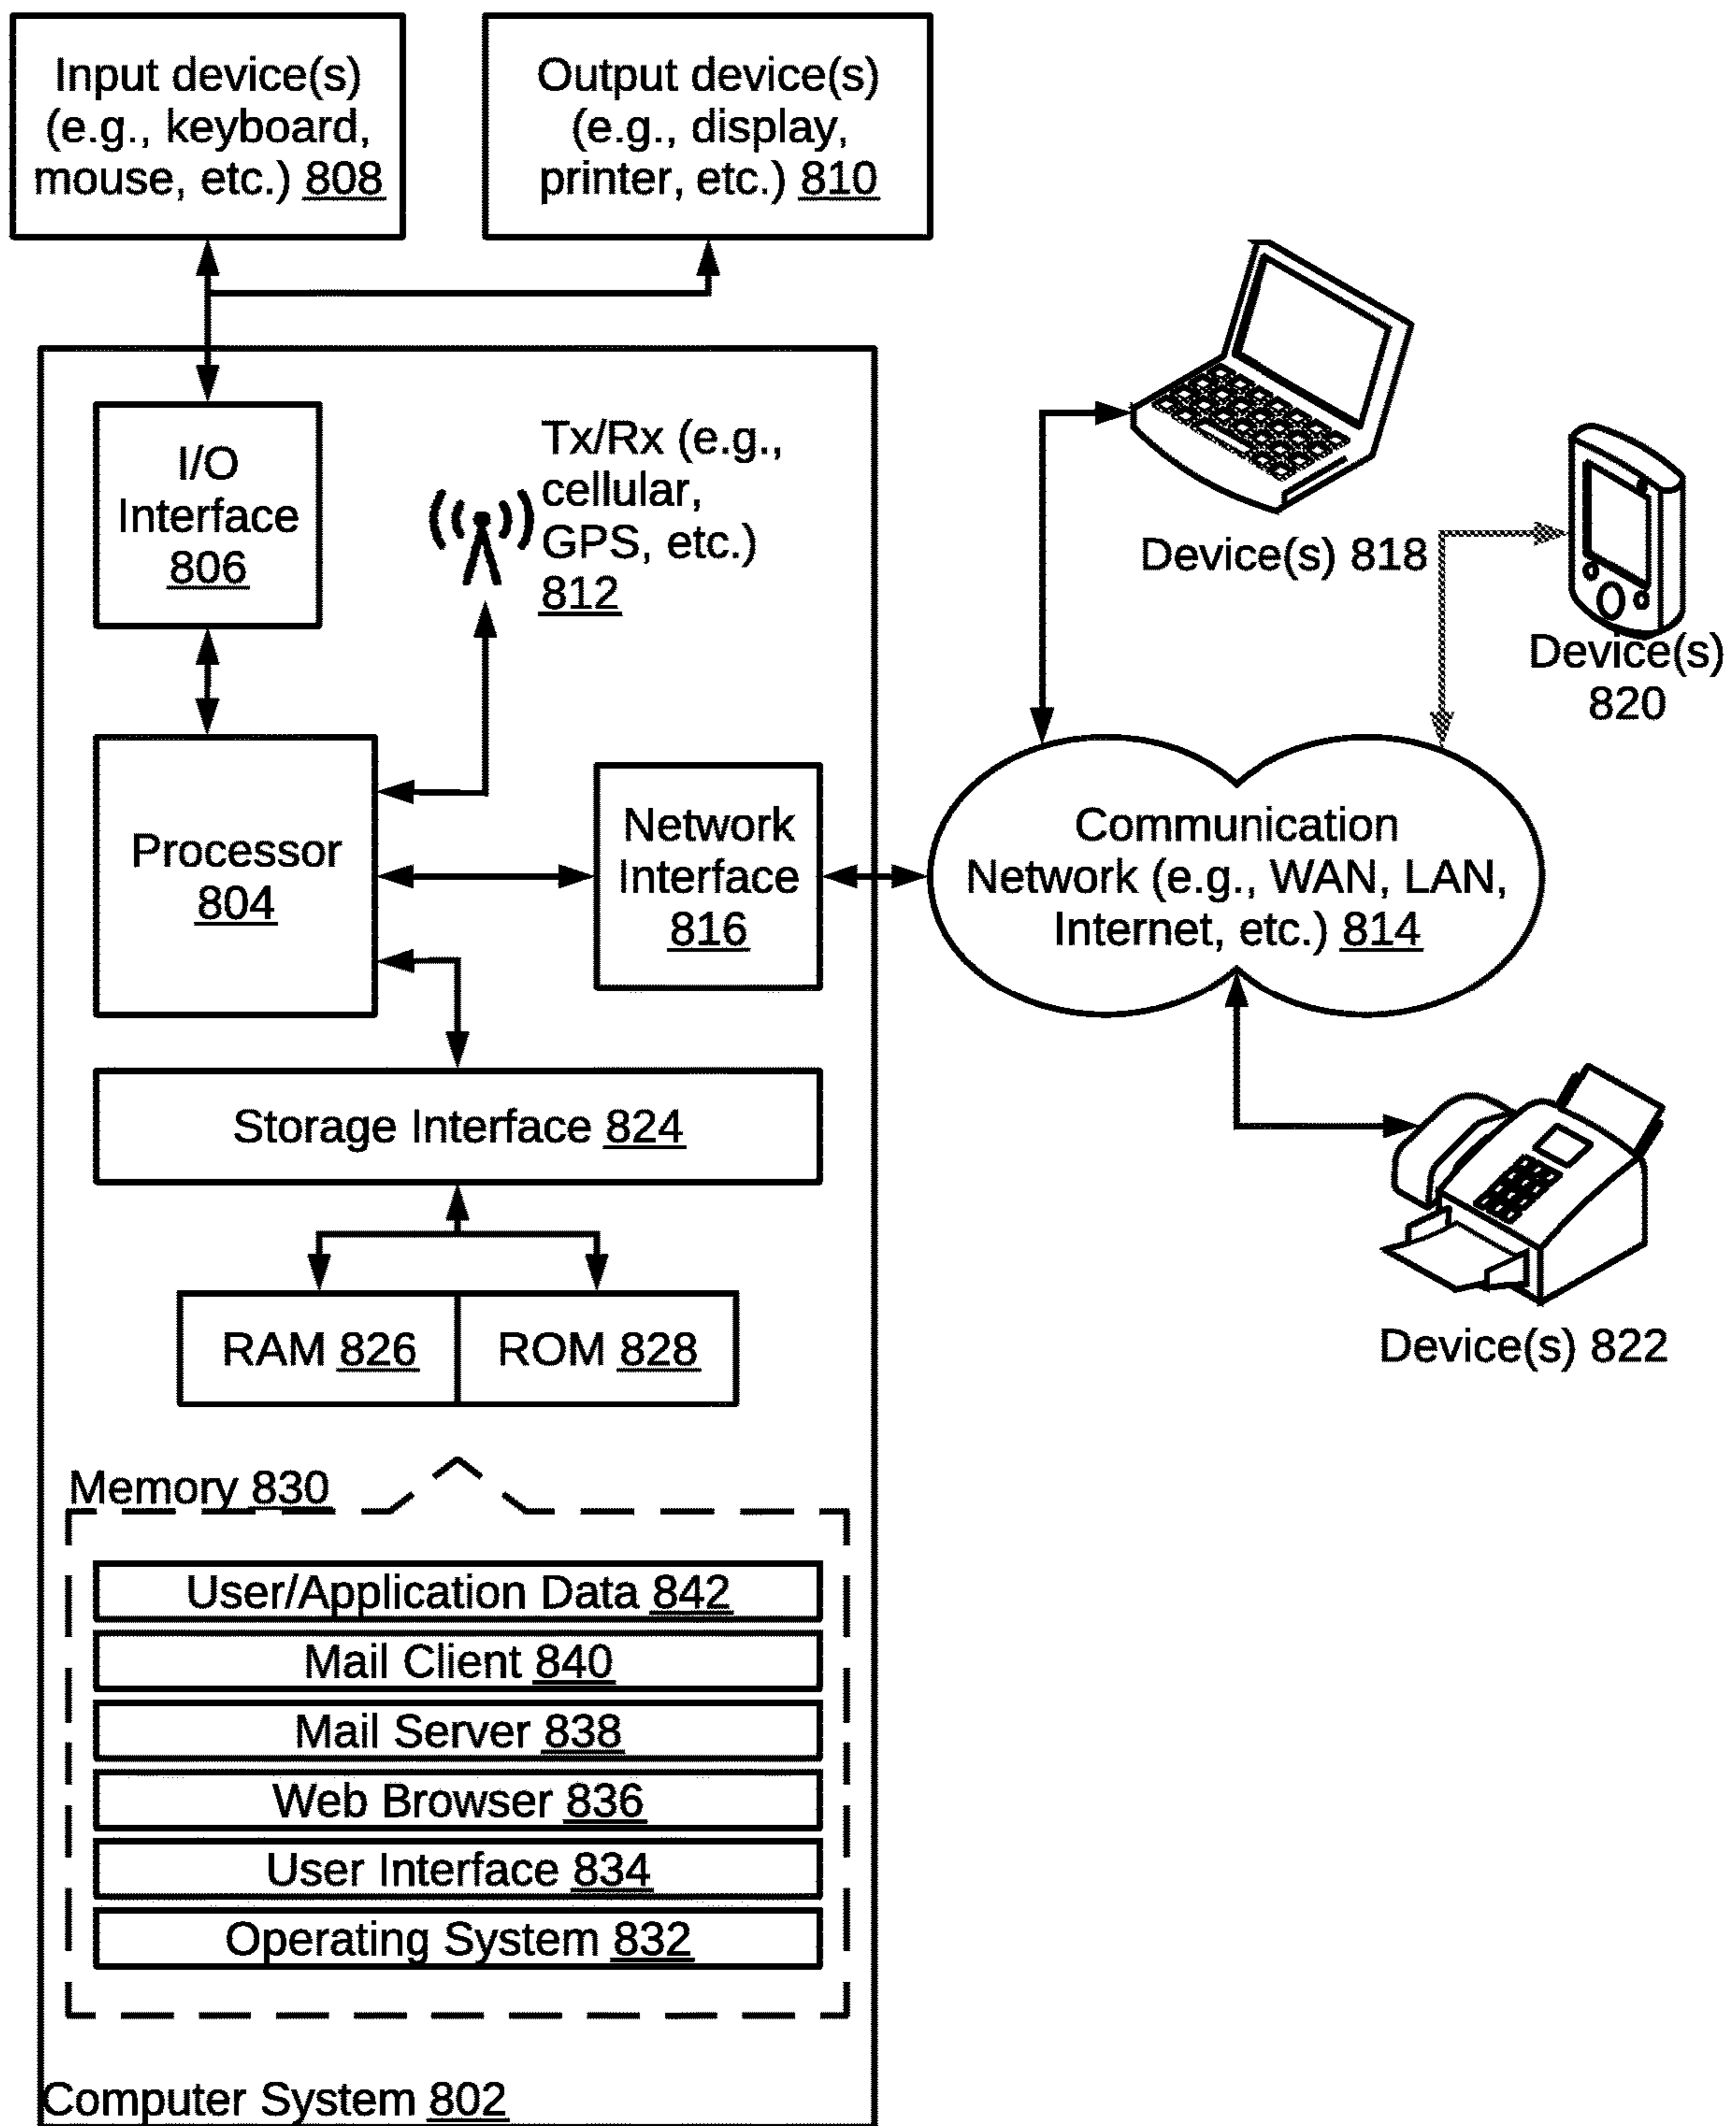 Input device(s)
(e.g., keyboard,
mouse, etc.) 808
Output device(s)
(e.g., display,
printer, etc.) 810
I/O
Interface
806
Tx/Rx (e.g.,
cellular,
GPS, etc.)
812
Device(s) 818
Device(s)
820
Processor
804
Network
Interface
816
Communication
Network (e.g., WAN, LAN,
Internet, etc.) 814
Storage Interface 824
Device(s) 822
RAM 826
ROM 828
Memory 830
User/Application Data 842
Mail Client 840
Mail Server 838
Web Browser 836
User Interface 834
Operating System 832
Computer System 802